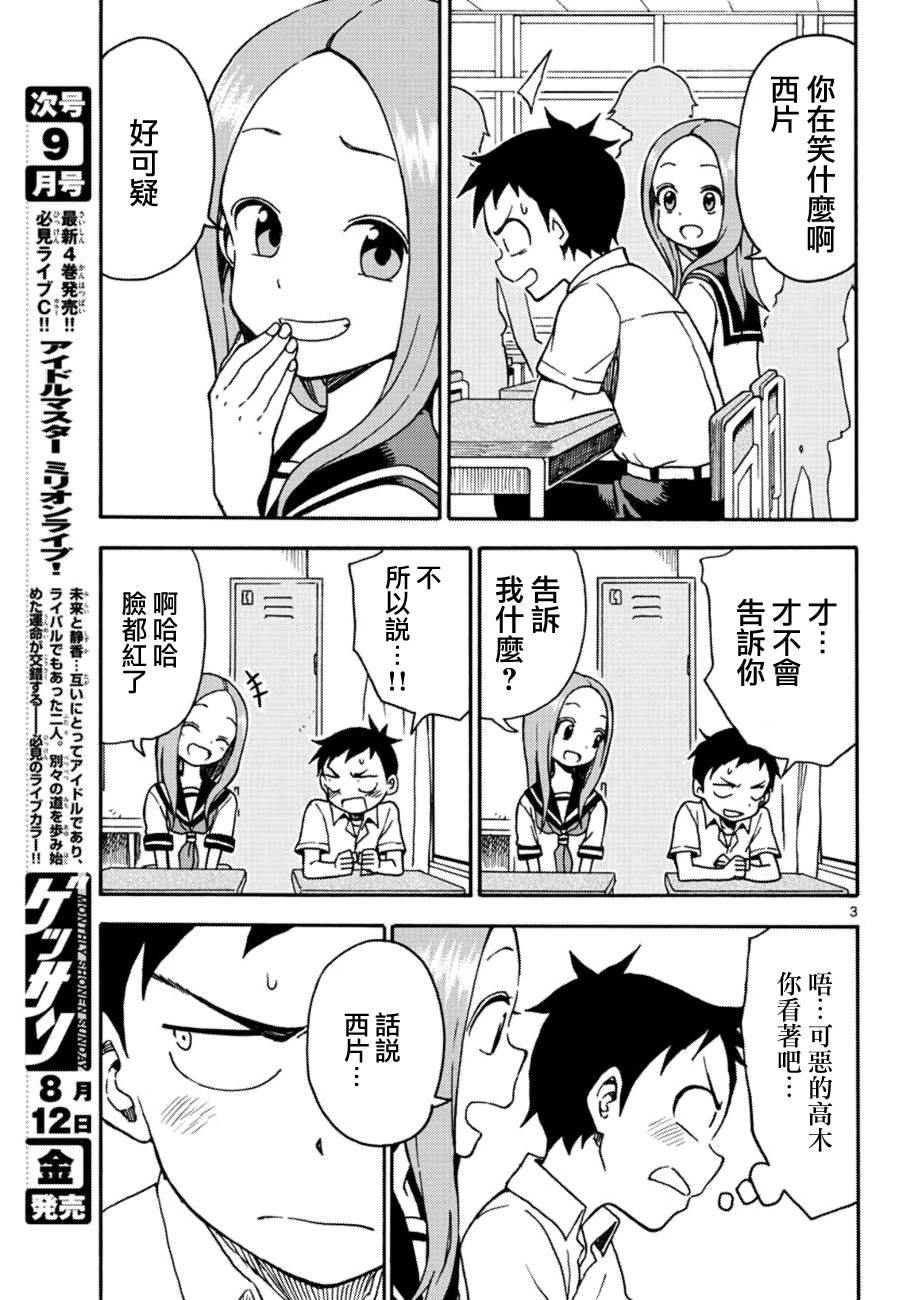 你在笑什麼啊
西片
好可疑
才…
才不會
告訴你
告訴
我什麼?
不
所以説…!!
啊哈哈
臉都紅了
3
唔…可惡的高木
你看著吧…
話説
西片…
次号
9
月号
最新4巻発売!!
必見ライブC!!
アイドルマスター ミリオンライブ!
未来と静香…互いにとってアイドルであり、
ライバルでもあった二人。別々の道を歩み始
めた運命が交錯する――必見のライブカラー!!
ゲッサン
MONTHLY SHONEN SUNDAY
8月
12日
金
発売